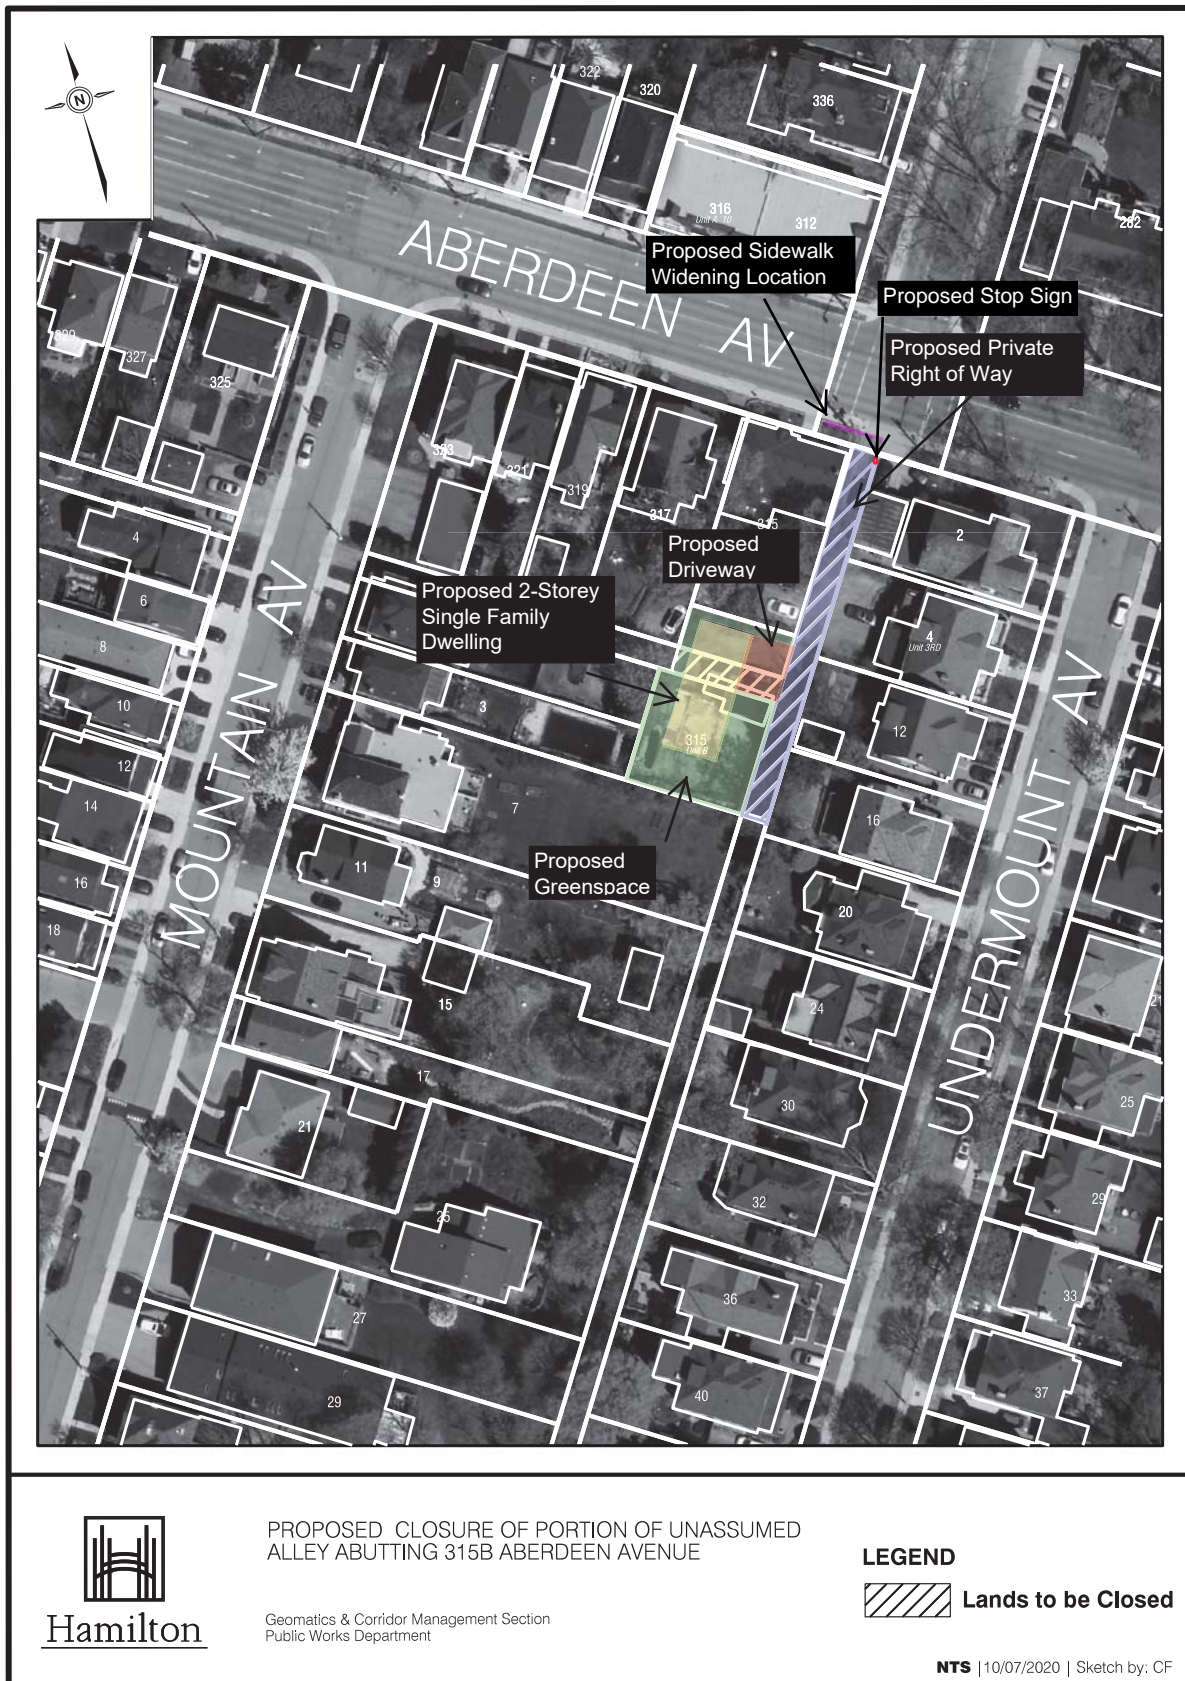 N
322
320
336
316
Unit A 10
312
282
ABERDEEN AV
Proposed Sidewalk
Widening Location
Proposed Stop Sign
Proposed Private
Right of Way
329
327
325
323
321
319
317
315
2
Proposed
Driveway
Proposed 2-Storey
Single Family
Dwelling
4
6
8
10
12
14
16
18
MOUNTAIN AV
3
315
Unit B
4
Unit 3RD
12
16
20
24
30
32
36
40
UNDERMOUNT AV
Proposed
Greenspace
7
11
9
15
17
21
25
27
29
25
29
33
37
PROPOSED CLOSURE OF PORTION OF UNASSUMED
ALLEY ABUTTING 315B ABERDEEN AVENUE
Geomatics & Corridor Management Section
Public Works Department
Hamilton
LEGEND
Lands to be Closed
NTS | 10/07/2020 | Sketch by: CF